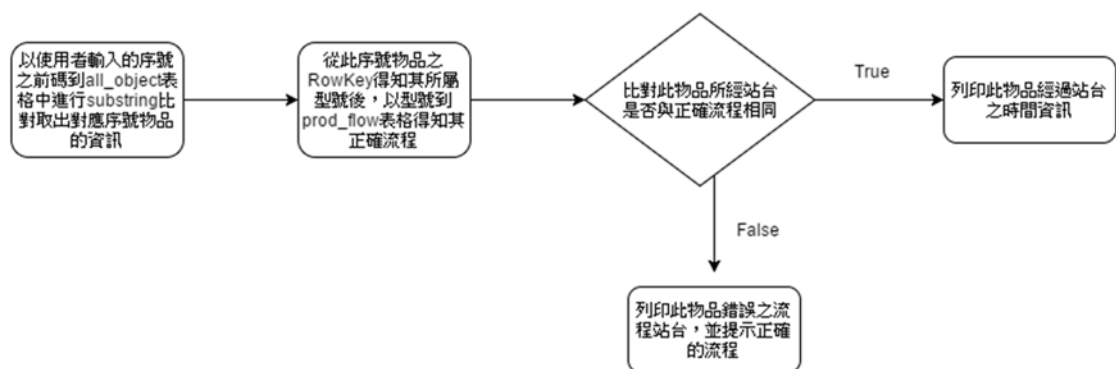 以使用者輸入的序號
之前碼到all_object表
格中進行substring比
對取出對應序號物品
的資訊
從此序號物品之
RowKey得知其所屬
型號後，以型號到
prod_flow表格得知其
正確流程
比對此物品所經站台
是否與正確流程相同
True
列印此物品經過站台
之時間資訊
False
列印此物品錯誤之流
程站台，並提示正確
的流程